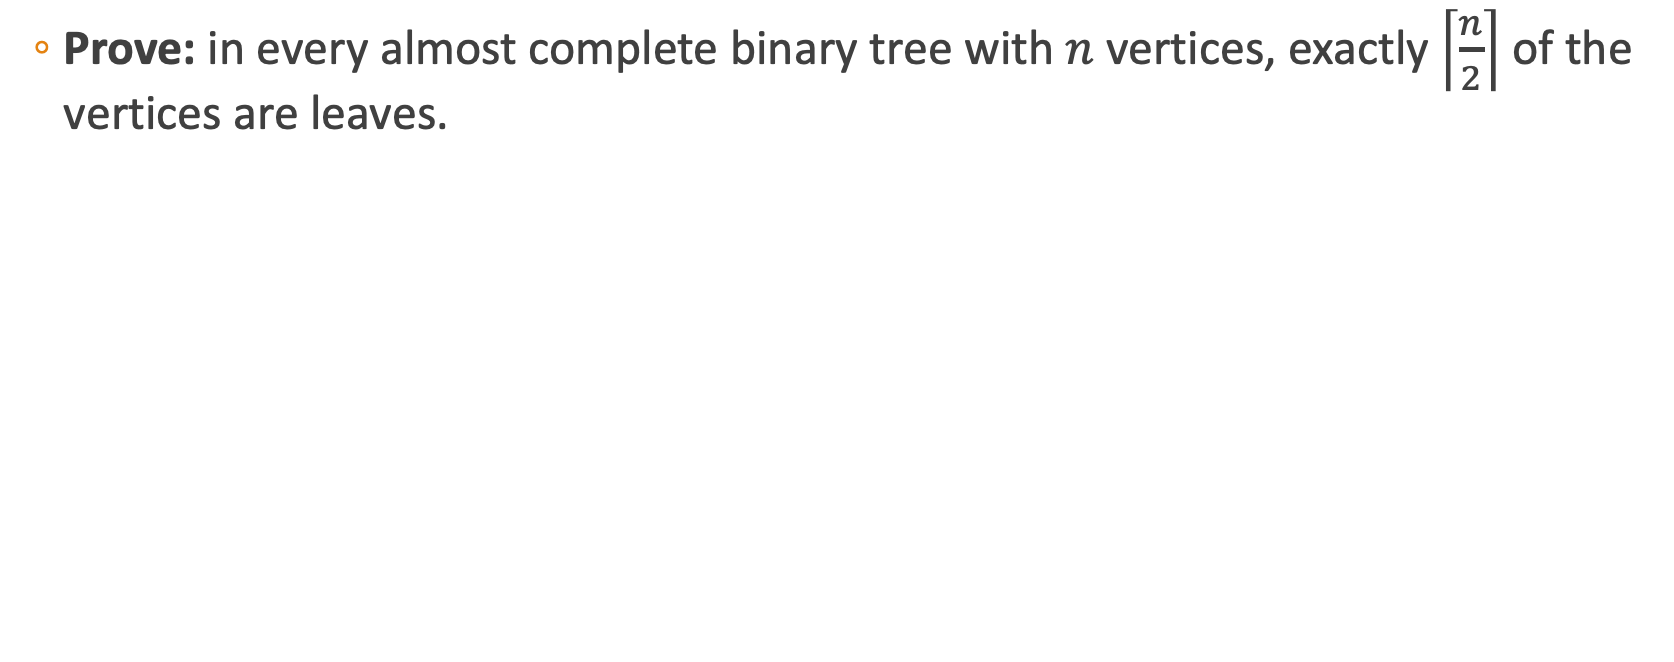 ◦ Prove: in every almost complete binary tree with n vertices, exactly ⌈n/2⌉ of the
vertices are leaves.